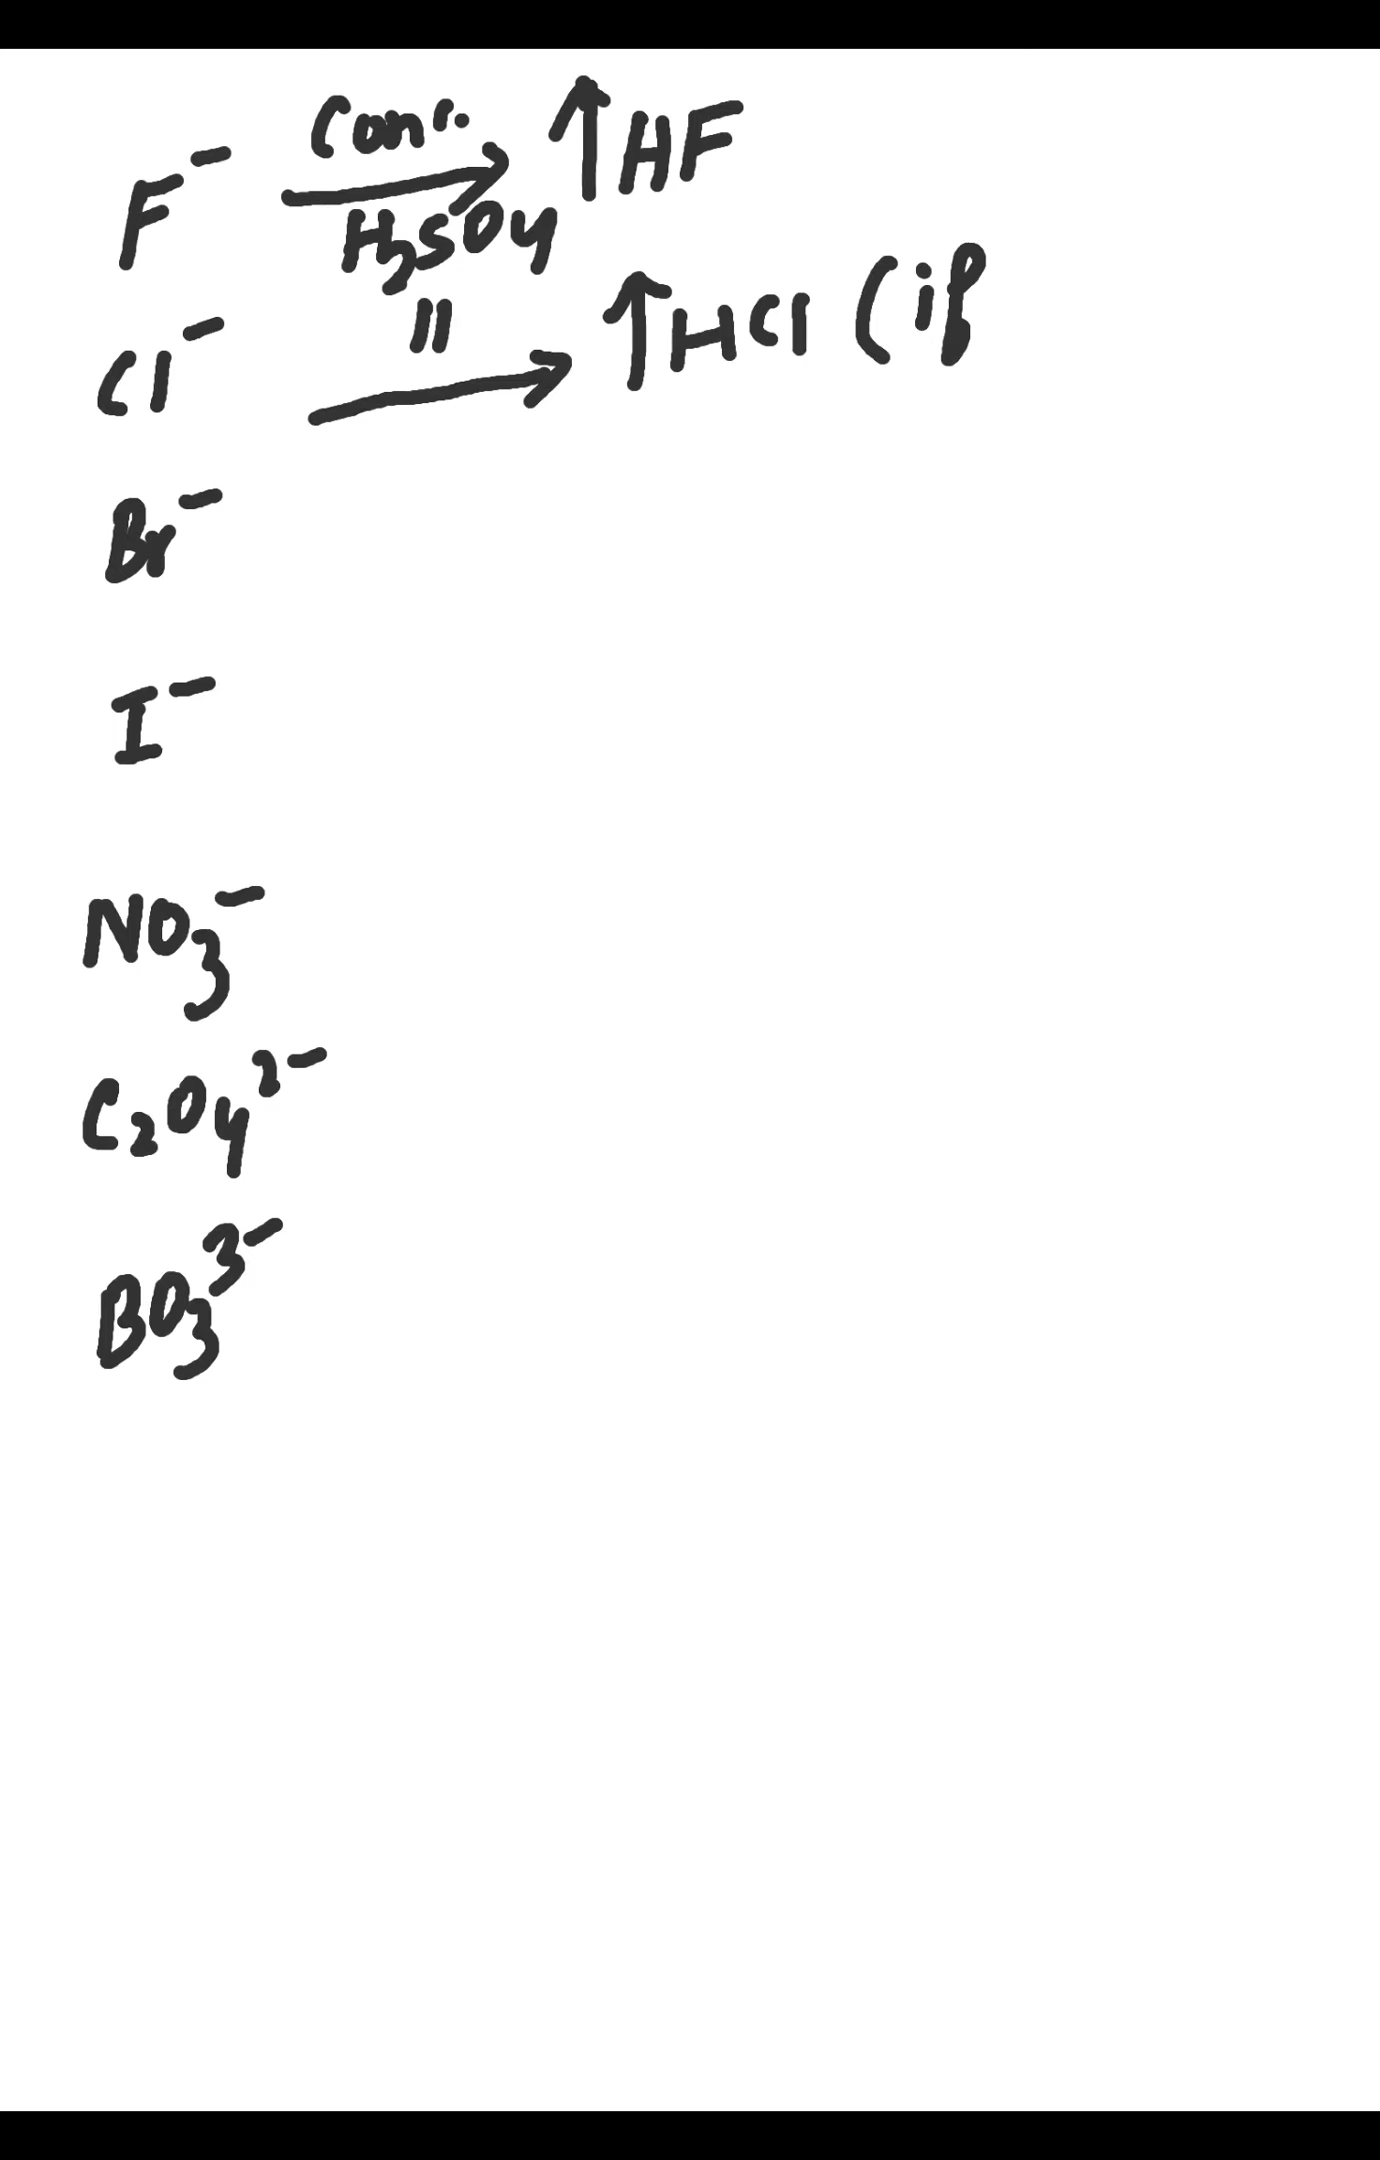 F⁻ Conc. H₂SO₄ → ↑HF
Cl⁻ 〃 → ↑HCl (if
Br⁻
I⁻
NO₃⁻
C₂O₄²⁻
BO₃³⁻